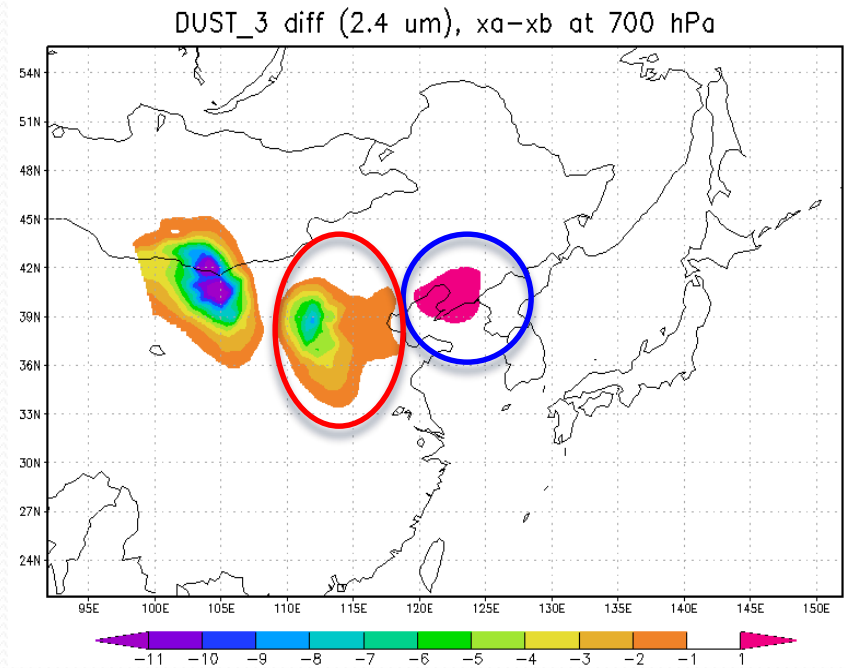 DUST_3 diff (2.4 um), xa-xb at 700 hPa
54N
51N
48N
45N
42N
39N
36N
33N
30N
27N
24N
95E 100E 105E 110E 115E 120E 125E 130E 135E 140E 145E 150E
-11 -10 -9 -8 -7 -6 -5 -4 -3 -2 -1 1